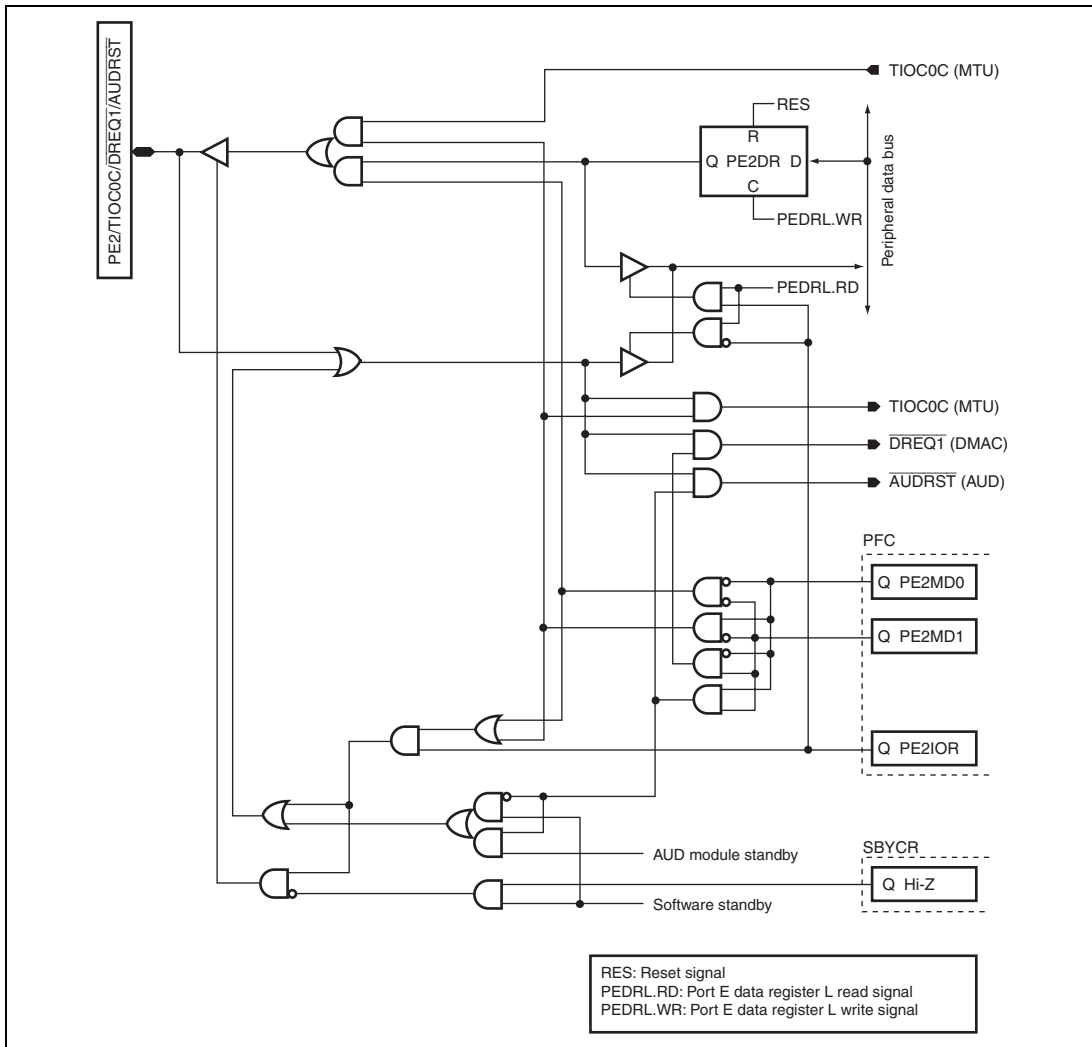 PE2/TIOC0C/DREQ1/AUDRST
TIOC0C (MTU)
RES
R
Q PE2DR D
C
PEDRL.WR
Peripheral data bus
PEDRL.RD
TIOC0C (MTU)
DREQ1 (DMAC)
AUDRST (AUD)
PFC
Q PE2MD0
Q PE2MD1
Q PE2IOR
AUD module standby
SBYCR
Q Hi-Z
Software standby
RES: Reset signal
PEDRL.RD: Port E data register L read signal
PEDRL.WR: Port E data register L write signal